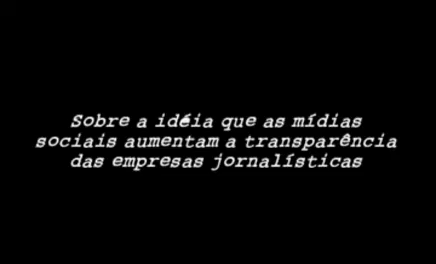 Sobre a idéia que as mídias
sociais aumentam a transparência
das empresas jornalísticas